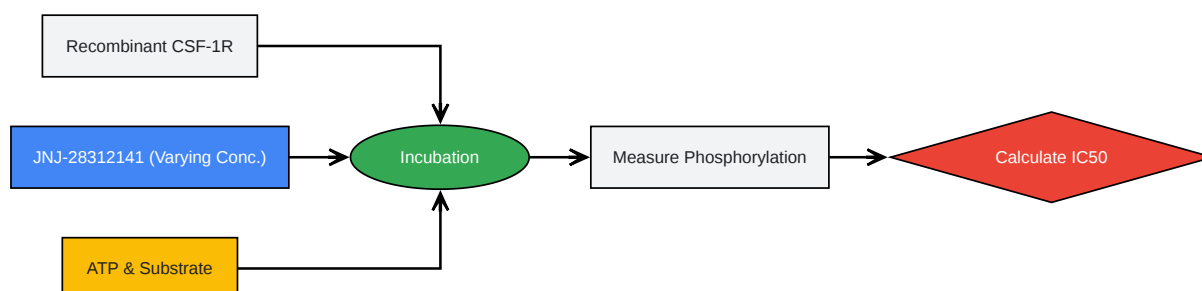 Recombinant CSF-1R
JNJ-28312141 (Varying Conc.)
Incubation
Measure Phosphorylation
Calculate IC50
ATP & Substrate